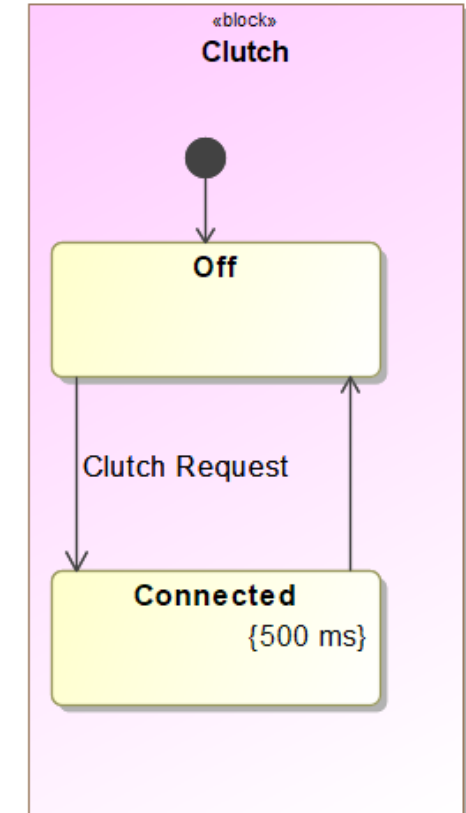 «block»
Clutch
Off
Clutch Request
Connected
{500 ms}